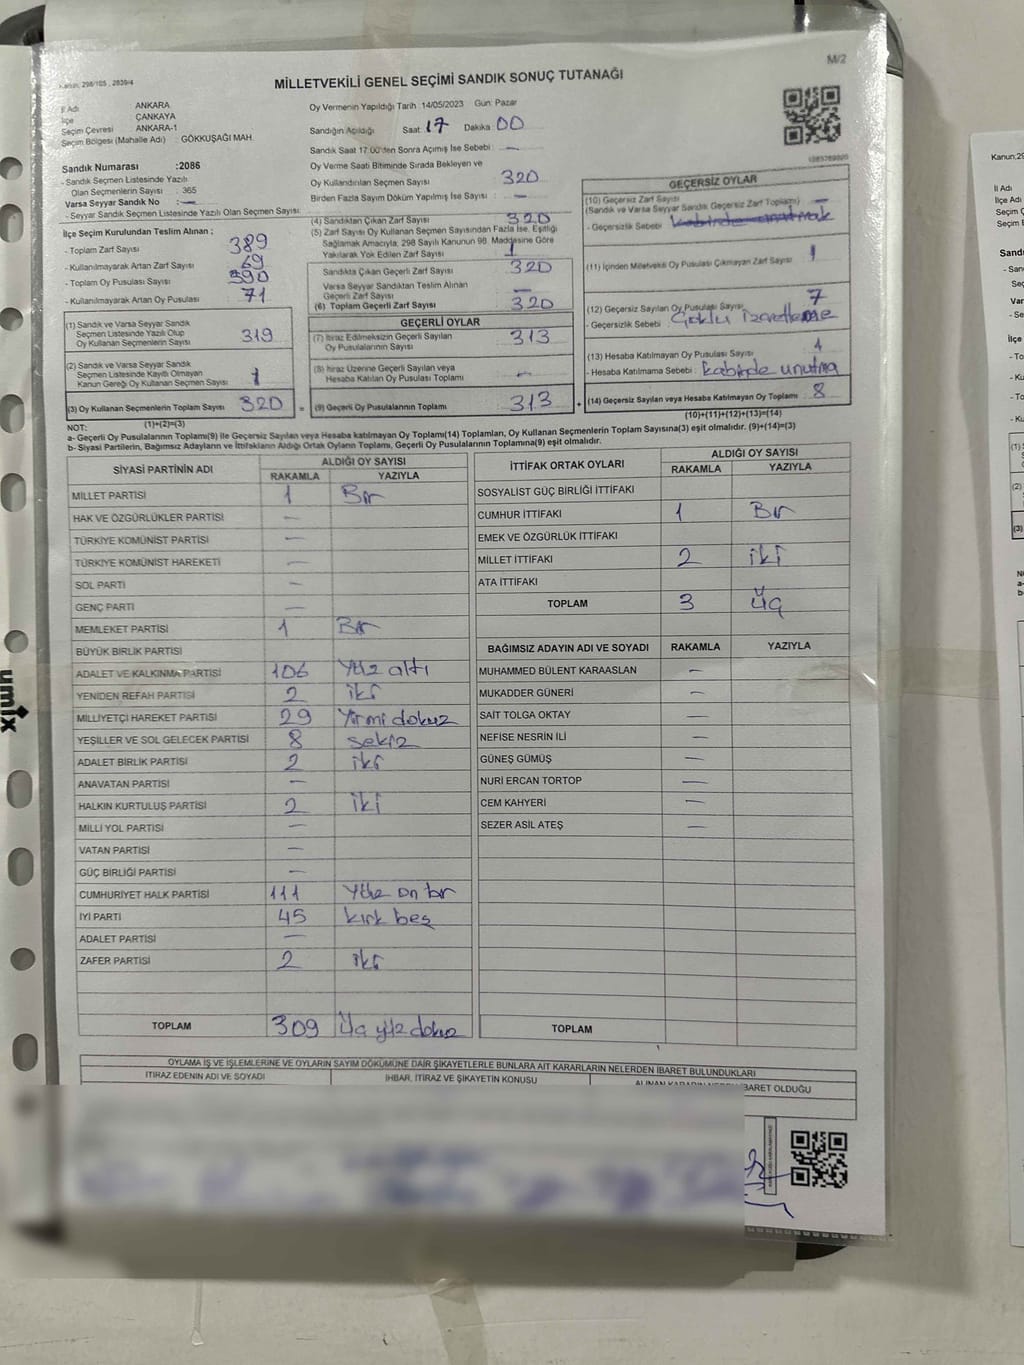 M/2
Kanun: 298/105, 2839/4
MİLLETVEKİLİ GENEL SEÇİMİ SANDIK SONUÇ TUTANAĞI
İl Adı ANKARA
İlçe ÇANKAYA
Seçim Çevresi ANKARA-1
Seçim Bölgesi (Mahalle Adı) : GÖKKUŞAĞI MAH.
Sandık Numarası :2086
- Sandık Seçmen Listesinde Yazılı
Olan Seçmenlerin Sayısı : 365
Varsa Seyyar Sandık No : —
- Seyyar Sandık Seçmen Listesinde Yazılı Olan Seçmen Sayısı:
İlçe Seçim Kurulundan Teslim Alınan ;
- Toplam Zarf Sayısı 389
- Kullanılmayarak Artan Zarf Sayısı 69
- Toplam Oy Pusulası Sayısı 390
- Kullanılmayarak Artan Oy Pusulası 71
(1) Sandık ve Varsa Seyyar Sandık
Seçmen Listesinde Yazılı Olup
Oy Kullanan Seçmenlerin Sayısı 319
(2) Sandık ve Varsa Seyyar Sandık
Seçmen Listesinde Kayıtlı Olmayan
Kanun Gereği Oy Kullanan Seçmen Sayısı 1
(3) Oy Kullanan Seçmenlerin Toplam Sayısı 320
(1)+(2)=(3)
Oy Vermenin Yapıldığı Tarih 14/05/2023 Gün: Pazar
Sandığın Açıldığı Saat 17 Dakika 00
Sandık Saat 17:00'den Sonra Açılmış İse Sebebi : —
Oy Verme Saati Bitiminde Sırada Bekleyen ve
Oy Kullandırılan Seçmen Sayısı 320
Birden Fazla Sayım Döküm Yapılmış İse Sayısı : —
(4) Sandıktan Çıkan Zarf Sayısı 320
(5) Zarf Sayısı Oy Kullanan Seçmen Sayısından Fazla İse, Eşitliği
Sağlamak Amacıyla, 298 Sayılı Kanunun 98. Maddesine Göre
Yakılarak Yok Edilen Zarf Sayısı 1
Sandıkta Çıkan Geçerli Zarf Sayısı 320
Varsa Seyyar Sandıktan Teslim Alınan
Geçerli Zarf Sayısı —
(6) Toplam Geçerli Zarf Sayısı 320
GEÇERLİ OYLAR
(7) İtiraz Edilmeksizin Geçerli Sayılan
Oy Pusulalarının Sayısı 313
(8) İtiraz Üzerine Geçerli Sayılan veya
Hesaba Katılan Oy Pusulası Toplamı —
= (9) Geçerli Oy Pusulalarının Toplamı 313 +
1083789920
GEÇERSİZ OYLAR
(10) Geçersiz Zarf Sayısı
(Sandık ve Varsa Seyyar Sandık Geçersiz Zarf Toplamı) —
- Geçersizlik Sebebi :
(11) İçinden Milletvekili Oy Pusulası Çıkmayan Zarf Sayısı 1
(12) Geçersiz Sayılan Oy Pusulası Sayısı 7
- Geçersizlik Sebebi : Çoklu işaretleme
(13) Hesaba Katılmayan Oy Pusulası Sayısı 1
- Hesaba Katılmama Sebebi : Kabinde unutma
(14) Geçersiz Sayılan veya Hesaba Katılmayan Oy Toplamı 8
(10)+(11)+(12)+(13)=(14)
NOT:
a- Geçerli Oy Pusulalarının Toplamı(9) ile Geçersiz Sayılan veya Hesaba katılmayan Oy Toplamı(14) Toplamları, Oy Kullanan Seçmenlerin Toplam Sayısına(3) eşit olmalıdır. (9)+(14)=(3)
b- Siyasi Partilerin, Bağımsız Adayların ve İttifakların Aldığı Ortak Oyların Toplamı, Geçerli Oy Pusulalarının Toplamına(9) eşit olmalıdır.
SİYASİ PARTİNİN ADI ALDIĞI OY SAYISI
RAKAMLA YAZIYLA
MİLLET PARTİSİ 1 Bir
HAK VE ÖZGÜRLÜKLER PARTİSİ —
TÜRKİYE KOMÜNİST PARTİSİ —
TÜRKİYE KOMÜNİST HAREKETİ —
SOL PARTİ —
GENÇ PARTİ —
MEMLEKET PARTİSİ 1 Bir
BÜYÜK BİRLİK PARTİSİ
ADALET VE KALKINMA PARTİSİ 106 Yüz altı
YENİDEN REFAH PARTİSİ 2 iki
MİLLİYETÇİ HAREKET PARTİSİ 29 Yirmi dokuz
YEŞİLLER VE SOL GELECEK PARTİSİ 8 sekiz
ADALET BİRLİK PARTİSİ 2 iki
ANAVATAN PARTİSİ —
HALKIN KURTULUŞ PARTİSİ 2 iki
MİLLİ YOL PARTİSİ —
VATAN PARTİSİ —
GÜÇ BİRLİĞİ PARTİSİ —
CUMHURİYET HALK PARTİSİ 111 Yüz on bir
İYİ PARTİ 45 kırk beş
ADALET PARTİSİ —
ZAFER PARTİSİ 2 iki
TOPLAM 309 Üç yüz dokuz
İTTİFAK ORTAK OYLARI ALDIĞI OY SAYISI
RAKAMLA YAZIYLA
SOSYALİST GÜÇ BİRLİĞİ İTTİFAKI
CUMHUR İTTİFAKI 1 Bir
EMEK VE ÖZGÜRLÜK İTTİFAKI
MİLLET İTTİFAKI 2 iki
ATA İTTİFAKI
TOPLAM 3 üç
BAĞIMSIZ ADAYIN ADI VE SOYADI RAKAMLA YAZIYLA
MUHAMMED BÜLENT KARAASLAN —
MUKADDER GÜNERİ —
SAİT TOLGA OKTAY —
NEFİSE NESRİN İLİ —
GÜNEŞ GÜMÜŞ —
NURİ ERCAN TORTOP —
CEM KAHYERİ —
SEZER ASİL ATEŞ —
TOPLAM
OYLAMA İŞ VE İŞLEMLERİNE VE OYLARIN SAYIM DÖKÜMÜNE DAİR ŞİKAYETLERLE BUNLARA AİT KARARLARIN NELERDEN İBARET BULUNDUKLARI
İTİRAZ EDENİN ADI VE SOYADI İHBAR, İTİRAZ VE ŞİKAYETİN KONUSU ALINAN KARARIN NEDEN İBARET OLDUĞU
umix
Kanun,29
İl Adı
İlçe Adı
Seçim